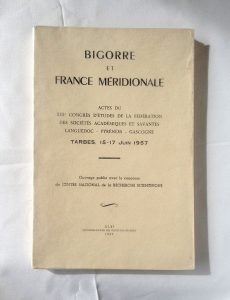 BIGORRE
ET
FRANCE MÉRIDIONALE
ACTES DU
CONGRÈS D'ÉTUDES DE LA FÉDÉRATION
DES SOCIÉTÉS ACADÉMIQUES ET SAVANTES
LANGUEDOC - PYRÉNÉES - GASCOGNE
TARBES, 15-17 JUIN 1957
Ouvrage publié avec le concours
du CENTRE NATIONAL de la RECHERCHE SCIENTIFIQUE